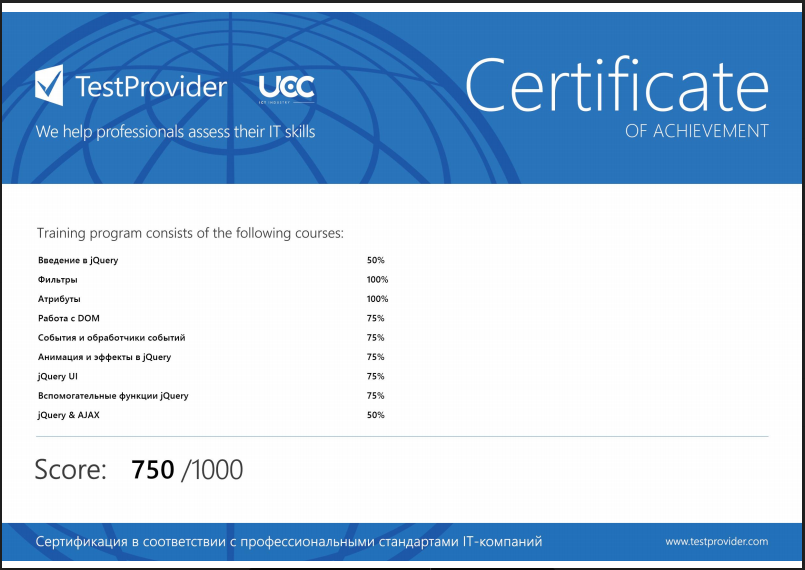 TestProvider
UCC
ICT INDUSTRY
We help professionals assess their IT skills
Certificate
OF ACHIEVEMENT
Training program consists of the following courses:
Введение в jQuery 50%
Фильтры 100%
Атрибуты 100%
Работа с DOM 75%
События и обработчики событий 75%
Анимация и эффекты в jQuery 75%
jQuery UI 75%
Вспомогательные функции jQuery 75%
jQuery & AJAX 50%
Score: 750 /1000
Сертификация в соответствии с профессиональными стандартами IT-компаний
www.testprovider.com